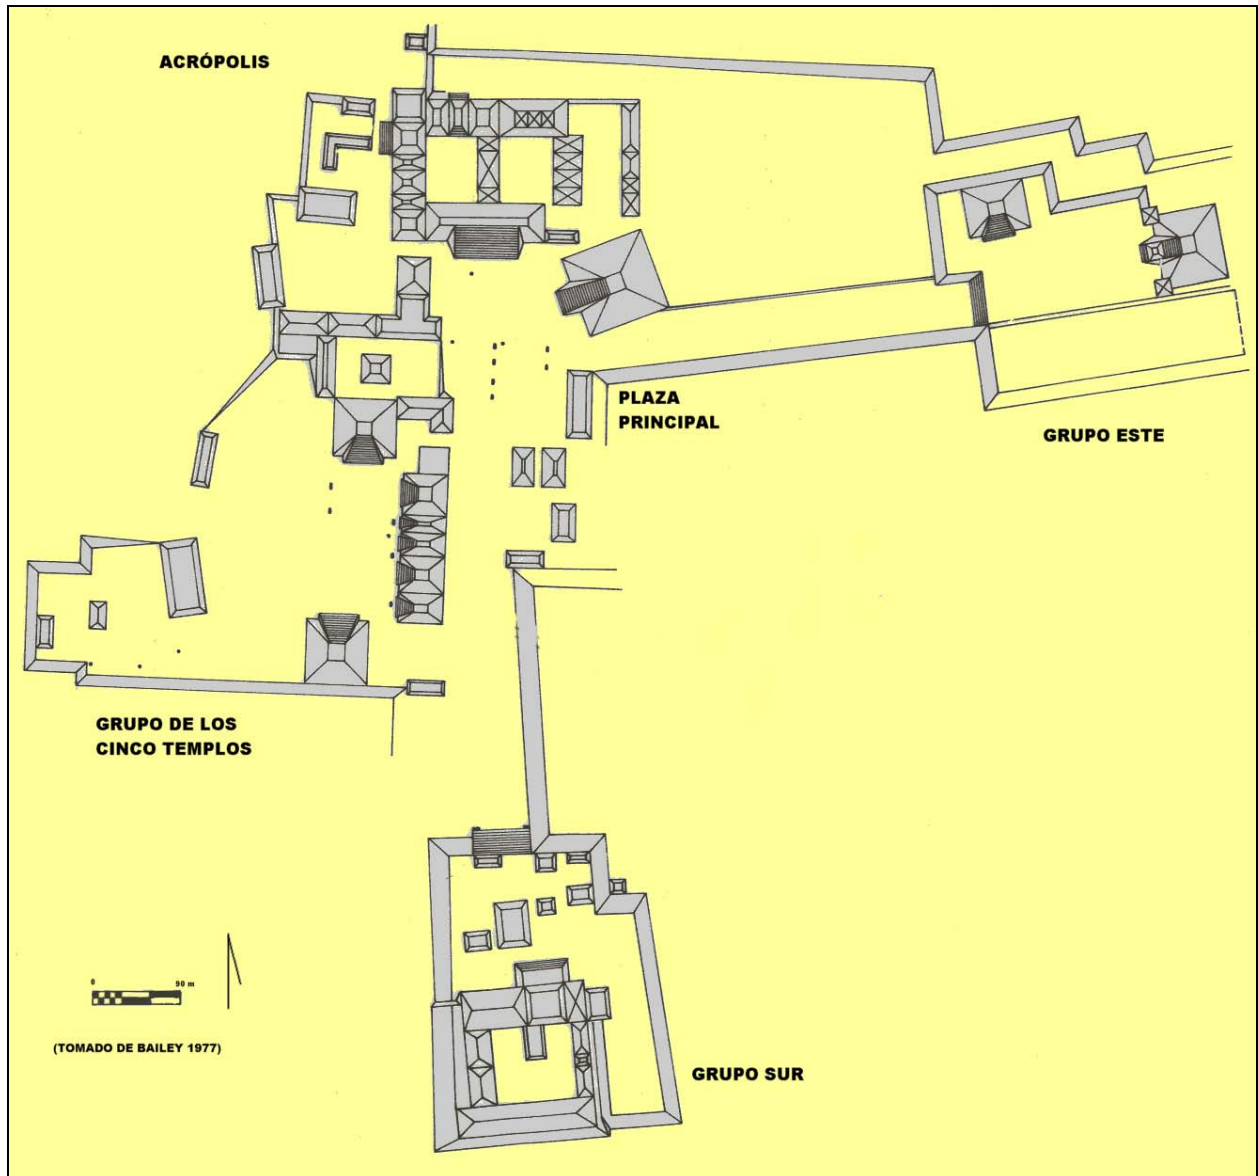 ACRÓPOLIS
PLAZA
PRINCIPAL
GRUPO ESTE
GRUPO DE LOS
CINCO TEMPLOS
0 90 m
(TOMADO DE BAILEY 1977)
GRUPO SUR